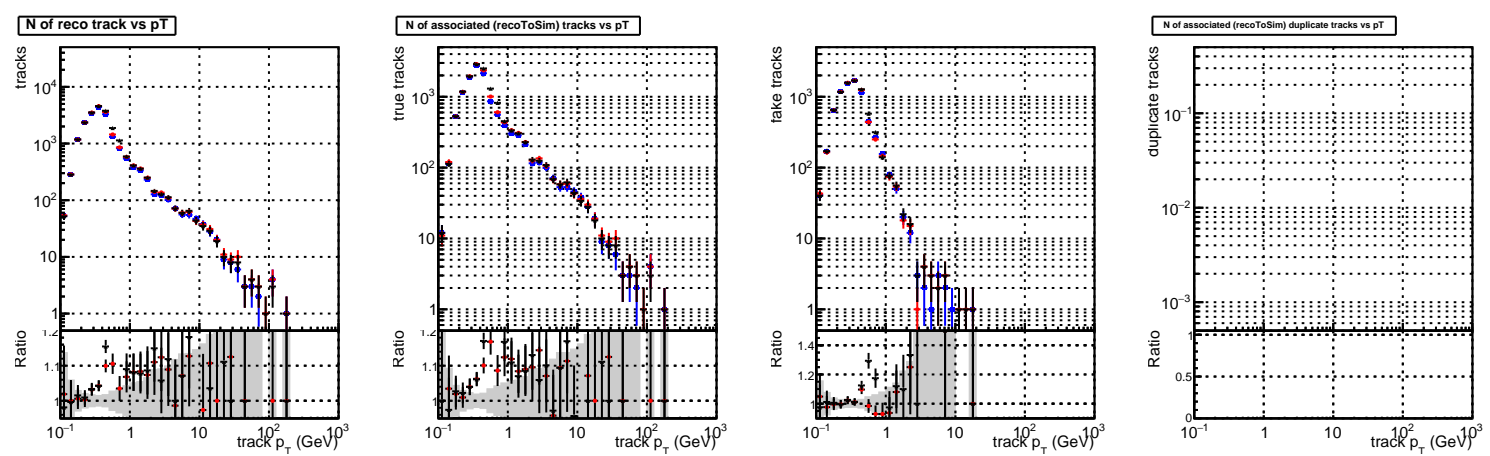 N of reco track vs pT
tracks
10^4
10^3
10^2
10
1
Ratio
1.2
1.1
1
10^-1 1 10 10^2 10^3
track p_T (GeV)
N of associated (recoToSim) tracks vs pT
true tracks
10^3
10^2
10
1
Ratio
1.2
1.1
1
10^-1 1 10 10^2 10^3
track p_T (GeV)
fake tracks
10^3
10^2
10
1
Ratio
1.4
1.2
1
10^-1 1 10 10^2 10^3
track p_T (GeV)
N of associated (recoToSim) duplicate tracks vs pT
duplicate tracks
10^-1
10^-2
10^-3
Ratio
1
0.5
0
10^-1 1 10 10^2 10^3
track p_T (GeV)